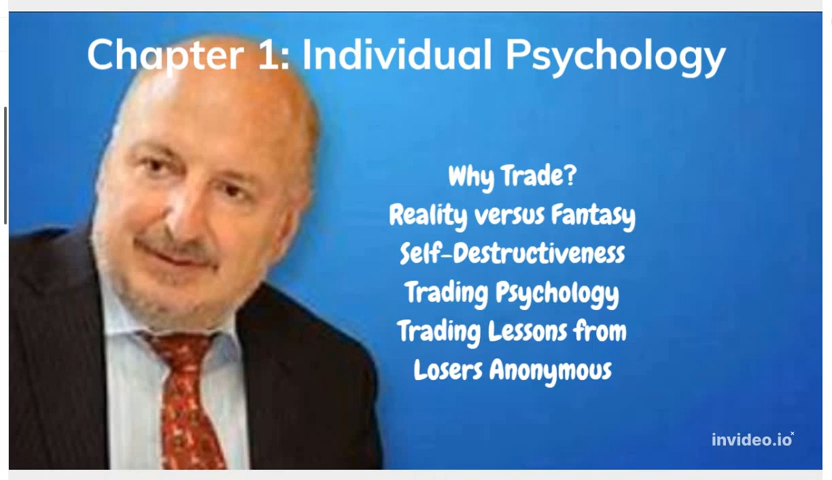 Chapter 1: Individual Psychology
Why Trade?
Reality versus Fantasy
Self-Destructiveness
Trading Psychology
Trading Lessons from
Losers Anonymous
invideo.io